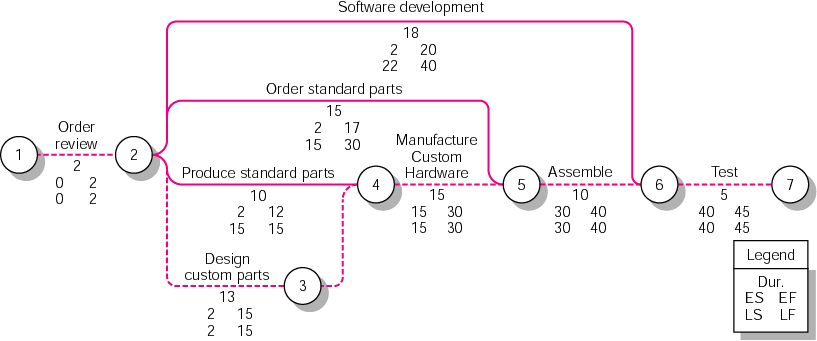 Software development
18
2 20
22 40
Order standard parts
15
2 17
15 30
Order
review
2
0 2
0 2
1
2
Produce standard parts
10
2 12
15 15
4
Manufacture
Custom
Hardware
15
15 30
15 30
5
Assemble
10
30 40
30 40
6
Test
5
40 45
40 45
7
Design
custom parts
13
2 15
2 15
3
Legend
Dur.
ES EF
LS LF